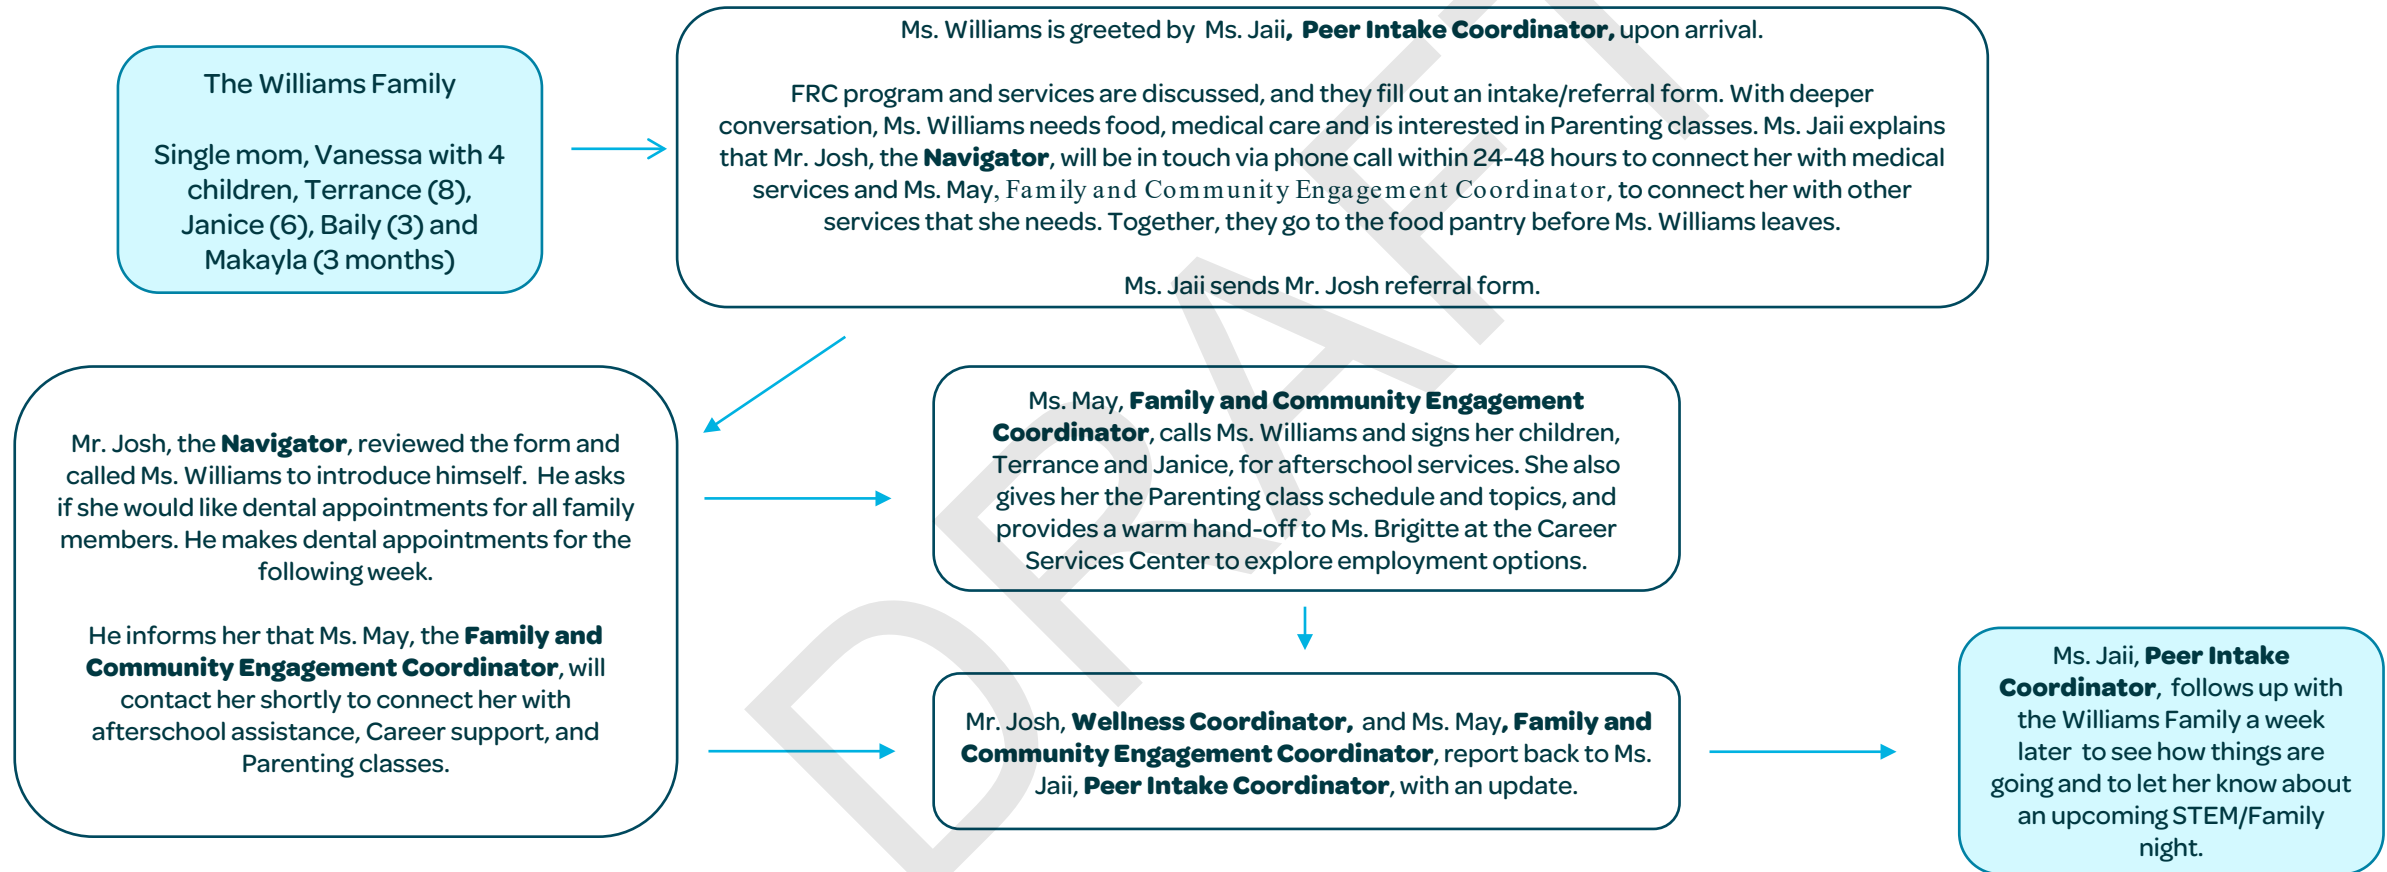 The Williams Family
Single mom, Vanessa with 4
children, Terrance (8),
Janice (6), Baily (3) and
Makayla (3 months)
Ms. Williams is greeted by Ms. Jaii, Peer Intake Coordinator, upon arrival.
FRC program and services are discussed, and they fill out an intake/referral form. With deeper
conversation, Ms. Williams needs food, medical care and is interested in Parenting classes. Ms. Jaii explains
that Mr. Josh, the Navigator, will be in touch via phone call within 24-48 hours to connect her with medical
services and Ms. May, Family and Community Engagement Coordinator, to connect her with other
services that she needs. Together, they go to the food pantry before Ms. Williams leaves.
Ms. Jaii sends Mr. Josh referral form.
Mr. Josh, the Navigator, reviewed the form and
called Ms. Williams to introduce himself. He asks
if she would like dental appointments for all family
members. He makes dental appointments for the
following week.
He informs her that Ms. May, the Family and
Community Engagement Coordinator, will
contact her shortly to connect her with
afterschool assistance, Career support, and
Parenting classes.
Ms. May, Family and Community Engagement
Coordinator, calls Ms. Williams and signs her children,
Terrance and Janice, for afterschool services. She also
gives her the Parenting class schedule and topics, and
provides a warm hand-off to Ms. Brigitte at the Career
Services Center to explore employment options.
Mr. Josh, Wellness Coordinator, and Ms. May, Family and
Community Engagement Coordinator, report back to Ms.
Jaii, Peer Intake Coordinator, with an update.
Ms. Jaii, Peer Intake
Coordinator, follows up with
the Williams Family a week
later to see how things are
going and to let her know about
an upcoming STEM/Family
night.
DRAFT